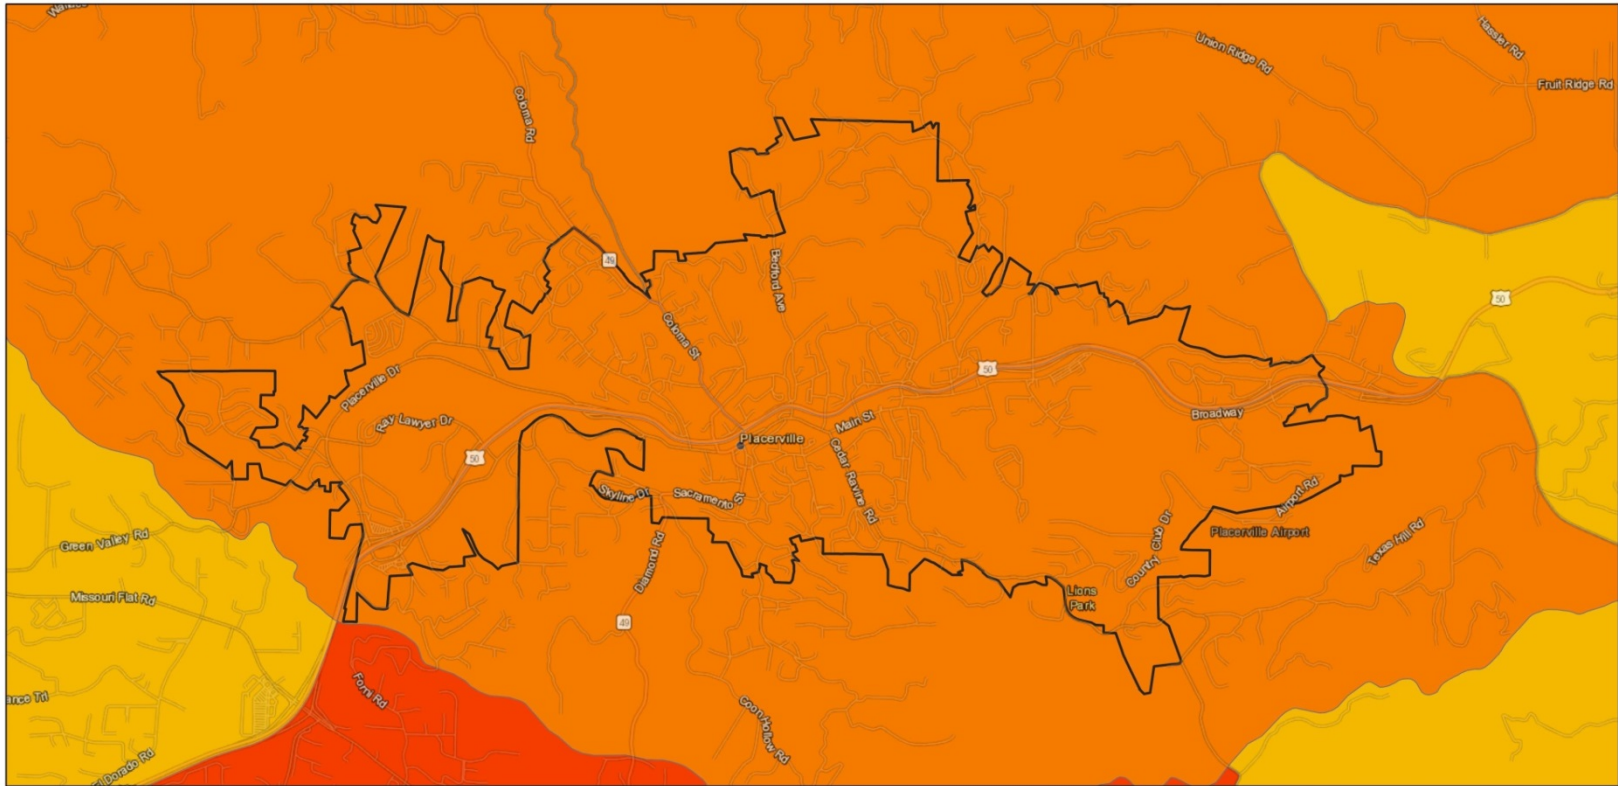 Hassler Rd
Union Ridge Rd
Fruit Ridge Rd
Coloma Rd
49
Bedford Ave
50
Coloma St
50
Placerville Dr
Ray Lawyer Dr
Broadway
Main St
Placerville
50
Cedar Ravine Rd
Skyline Dr
Sacramento St
Airport Rd
Placerville Airport
Texas Hill Rd
Green Valley Rd
Country Club Dr
Diamond Rd
Lions
Park
Missouri Flat Rd
49
Forni Rd
Trl
Coon Hollow Rd
Dorado Rd